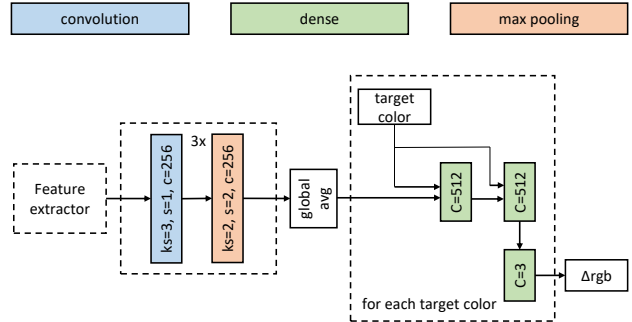 convolution
dense
max pooling
target
color
3x
Feature
extractor
ks=3, s=1, c=256
ks=2, s=2, c=256
global
avg
C=512
C=512
C=3
Δrgb
for each target color